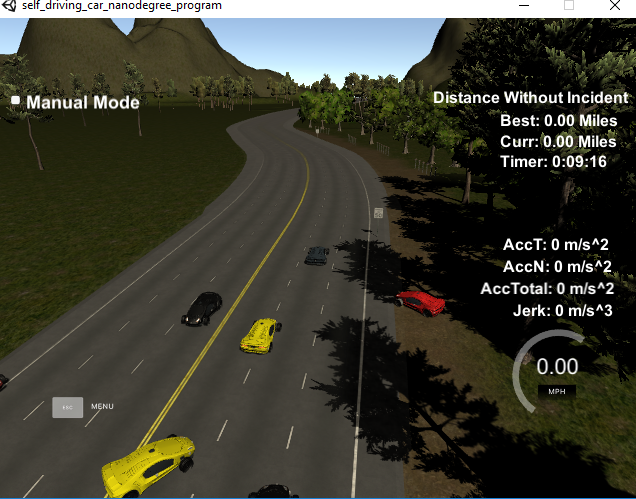 self_driving_car_nanodegree_program
Manual Mode
Distance Without Incident
Best: 0.00 Miles
Curr: 0.00 Miles
Timer: 0:09:16
AccT: 0 m/s^2
AccN: 0 m/s^2
AccTotal: 0 m/s^2
Jerk: 0 m/s^3
0.00
MPH
ESC
MENU